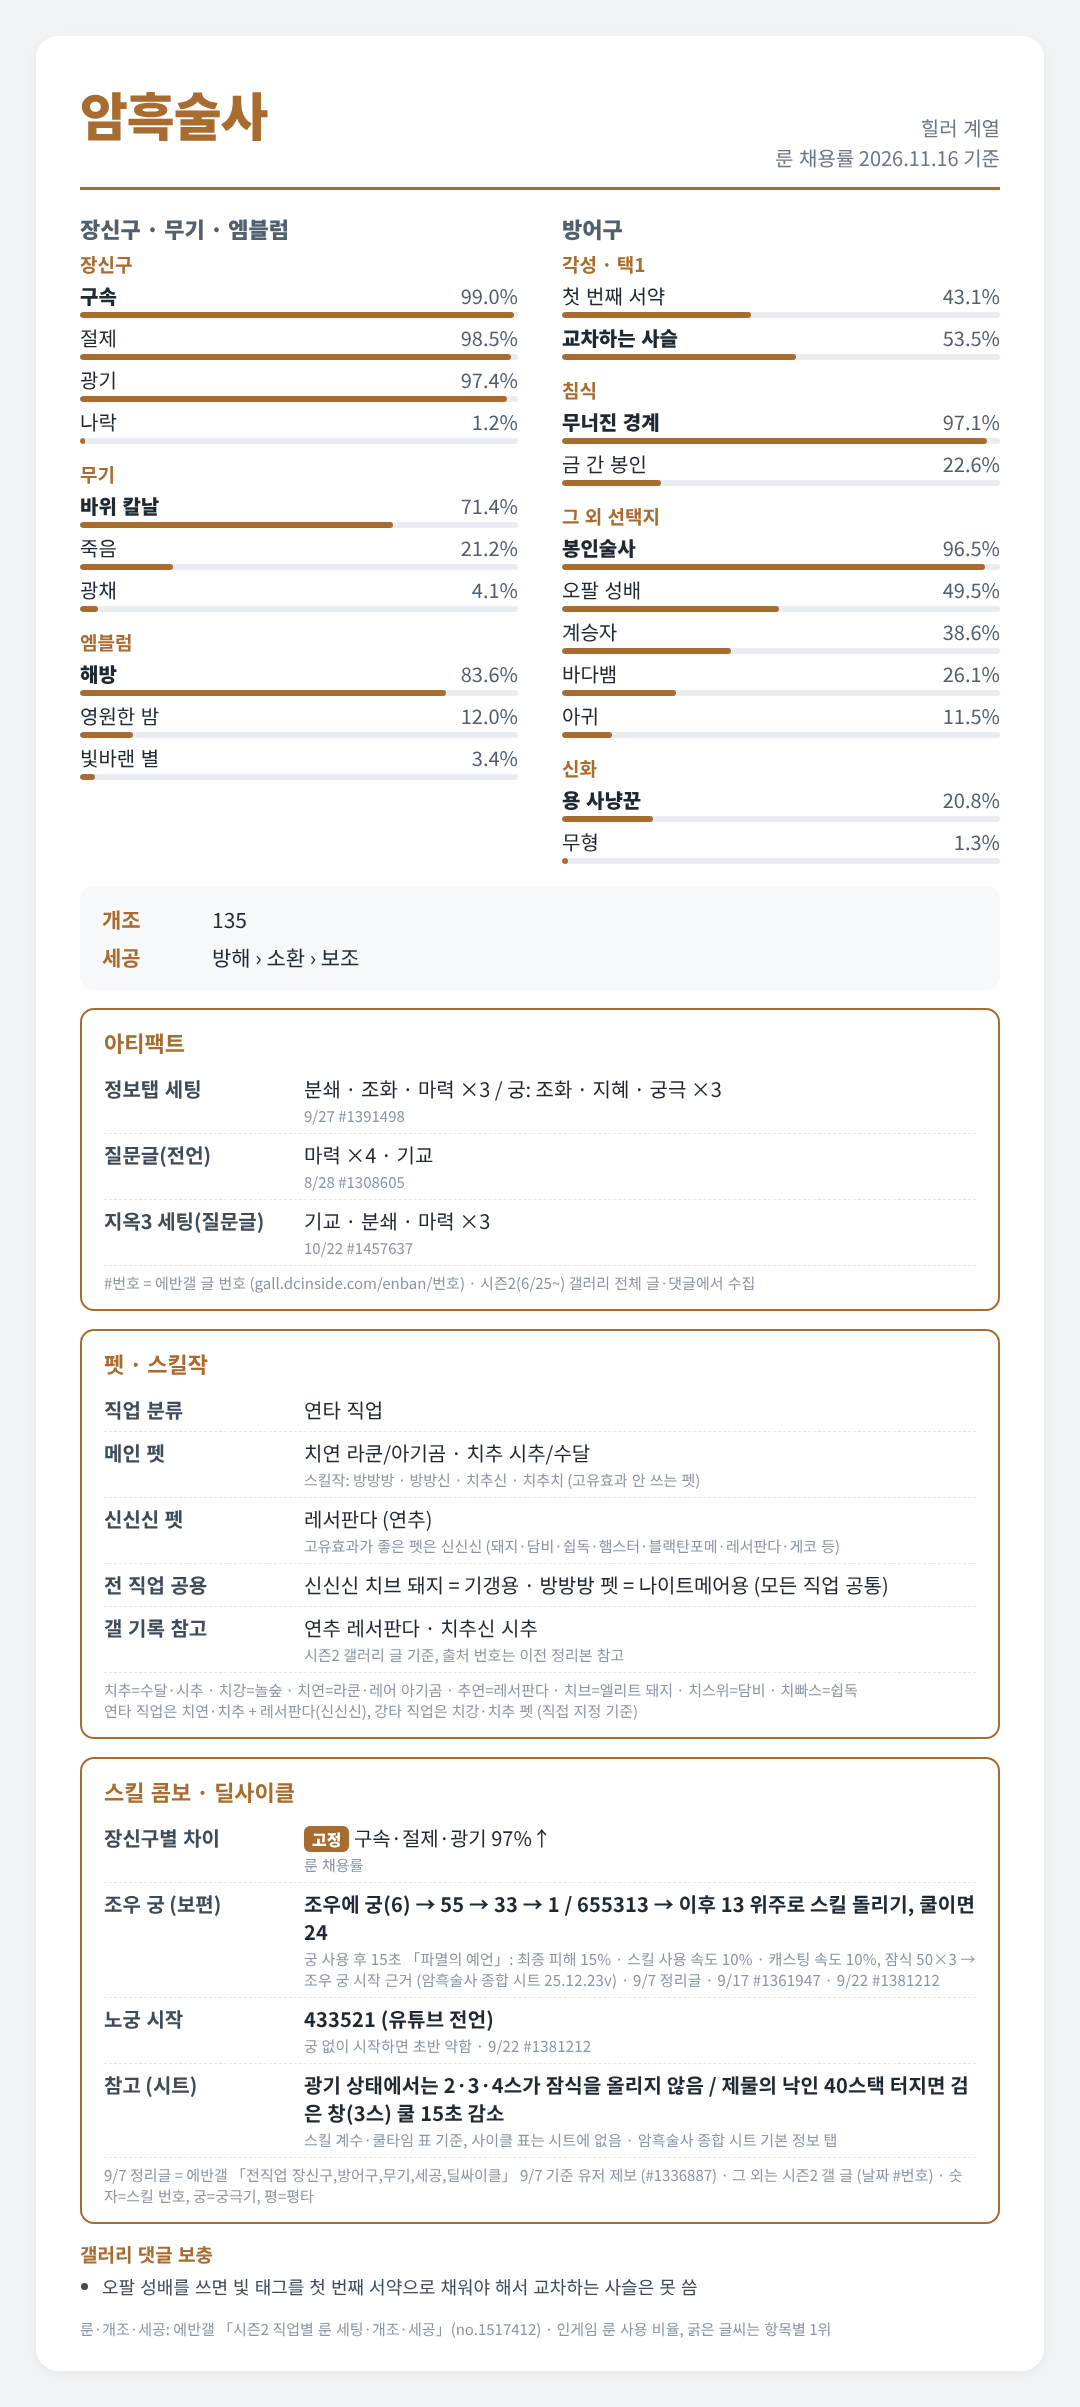 암흑술사
힐러 계열
룬 채용률 2026.11.16 기준
장신구 · 무기 · 엠블럼
장신구
구속 99.0%
절제 98.5%
광기 97.4%
나락 1.2%
무기
바위 칼날 71.4%
죽음 21.2%
광채 4.1%
엠블럼
해방 83.6%
영원한 밤 12.0%
빛바랜 별 3.4%
방어구
각성 · 택1
첫 번째 서약 43.1%
교차하는 사슬 53.5%
침식
무너진 경계 97.1%
금 간 봉인 22.6%
그 외 선택지
봉인술사 96.5%
오팔 성배 49.5%
계승자 38.6%
바다뱀 26.1%
아귀 11.5%
신화
용 사냥꾼 20.8%
무형 1.3%
개조 135
세공 방해 › 소환 › 보조
아티팩트
정보탭 세팅 분쇄 · 조화 · 마력 ×3 / 궁: 조화 · 지혜 · 궁극 ×3
9/27 #1391498
질문글(전언) 마력 ×4 · 기교
8/28 #1308605
지옥3 세팅(질문글) 기교 · 분쇄 · 마력 ×3
10/22 #1457637
#번호 = 에반갤 글 번호 (gall.dcinside.com/enban/번호) · 시즌2(6/25~) 갤러리 전체 글·댓글에서 수집
펫 · 스킬작
직업 분류 연타 직업
메인 펫 치연 라쿤/아기곰 · 치추 시추/수달
스킬작: 방방방 · 방방신 · 치추신 · 치추치 (고유효과 안 쓰는 펫)
신신신 펫 레서판다 (연추)
고유효과가 좋은 펫은 신신신 (돼지·담비·쉽독·햄스터·블랙탄포메·레서판다·게코 등)
전 직업 공용 신신신 치브 돼지 = 기갱용 · 방방방 펫 = 나이트메어용 (모든 직업 공통)
갤 기록 참고 연추 레서판다 · 치추신 시추
시즌2 갤러리 글 기준, 출처 번호는 이전 정리본 참고
치추=수달·시추 · 치강=놀숲 · 치연=라쿤·레어 아기곰 · 추연=레서판다 · 치브=엘리트 돼지 · 치스위=담비 · 치빠스=쉽독
연타 직업은 치연·치추 + 레서판다(신신신), 강타 직업은 치강·치추 펫 (직접 지정 기준)
스킬 콤보 · 딜사이클
장신구별 차이 고정 구속·절제·광기 97%↑
룬 채용률
조우 궁 (보편) 조우에 궁(6) → 55 → 33 → 1 / 655313 → 이후 13 위주로 스킬 돌리기, 쿨이면
24
궁 사용 후 15초 「파멸의 예언」: 최종 피해 15% · 스킬 사용 속도 10% · 캐스팅 속도 10%, 잠식 50×3 →
조우 궁 시작 근거 (암흑술사 종합 시트 25.12.23v) · 9/7 정리글 · 9/17 #1361947 · 9/22 #1381212
노궁 시작 433521 (유튜브 전언)
궁 없이 시작하면 초반 약함 · 9/22 #1381212
참고 (시트) 광기 상태에서는 2·3·4스가 잠식을 올리지 않음 / 제물의 낙인 40스택 터지면 검
은 창(3스) 쿨 15초 감소
스킬 계수·쿨타임 표 기준, 사이클 표는 시트에 없음 · 암흑술사 종합 시트 기본 정보 탭
9/7 정리글 = 에반갤 「전직업 장신구,방어구,무기,세공,딜싸이클」 9/7 기준 유저 제보 (#1336887) · 그 외는 시즌2 갤 글 (날짜 #번호) · 숫
자=스킬 번호, 궁=궁극기, 평=평타
갤러리 댓글 보충
• 오팔 성배를 쓰면 빛 태그를 첫 번째 서약으로 채워야 해서 교차하는 사슬은 못 씀
룬·개조·세공: 에반갤 「시즌2 직업별 룬 세팅·개조·세공」(no.1517412) · 인게임 룬 사용 비율, 굵은 글씨는 항목별 1위